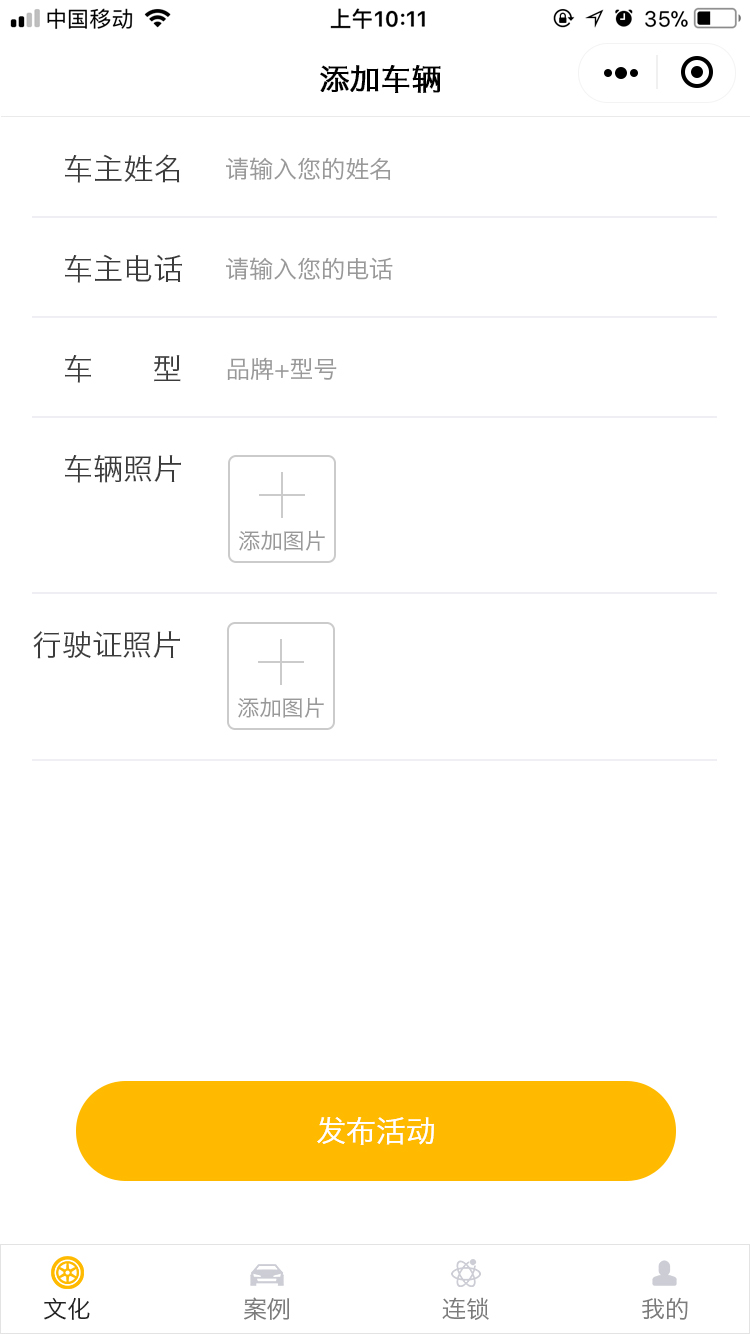 中国移动 上午10:11 35%
添加车辆
车主姓名 请输入您的姓名
车主电话 请输入您的电话
车 型 品牌+型号
车辆照片
添加图片
行驶证照片
添加图片
发布活动
文化 案例 连锁 我的